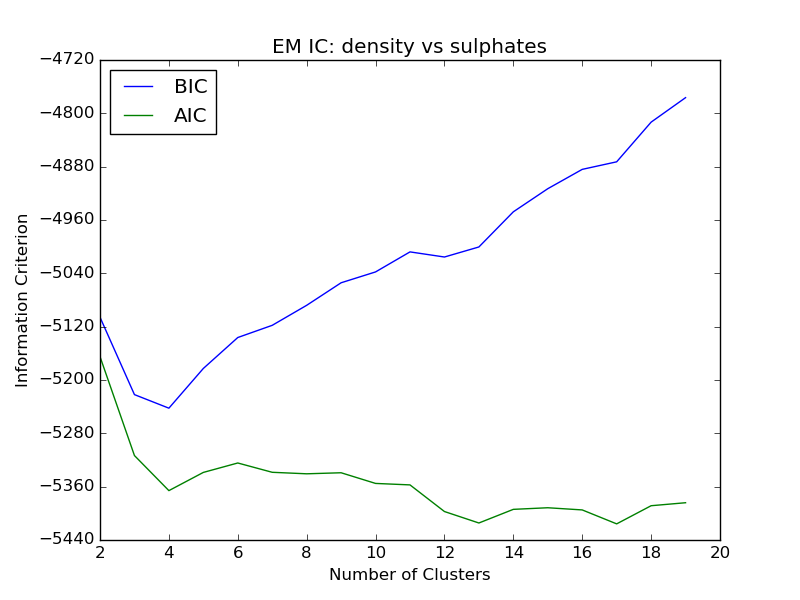 EM IC: density vs sulphates
−4720
−4800
−4880
−4960
−5040
−5120
−5200
−5280
−5360
−5440
Information Criterion
BIC
AIC
2 4 6 8 10 12 14 16 18 20
Number of Clusters